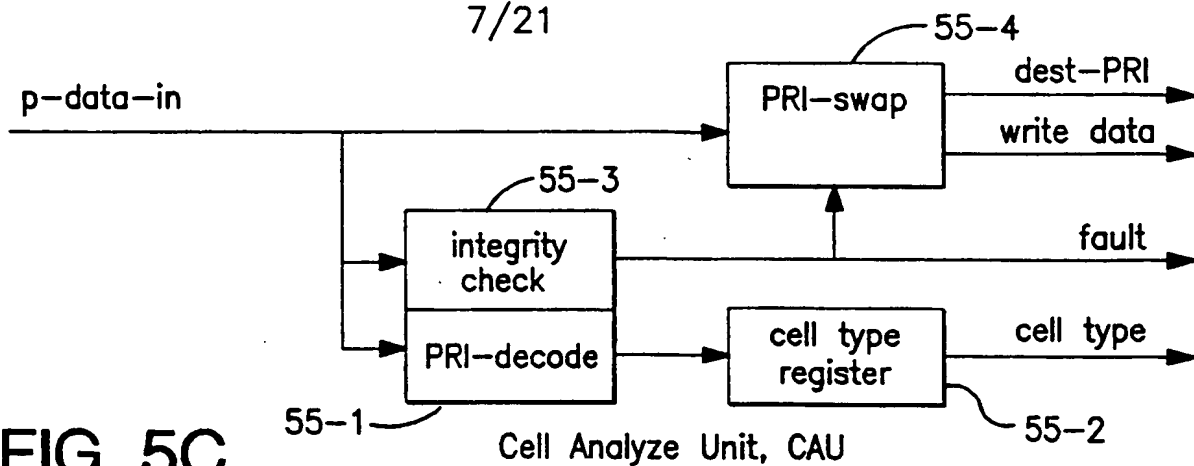 7/21
55-4
p-data-in
PRI-swap
dest-PRI
write data
55-3
integrity
check
fault
PRI-decode
cell type
register
cell type
55-1
55-2
FIG. 5C
Cell Analyze Unit, CAU